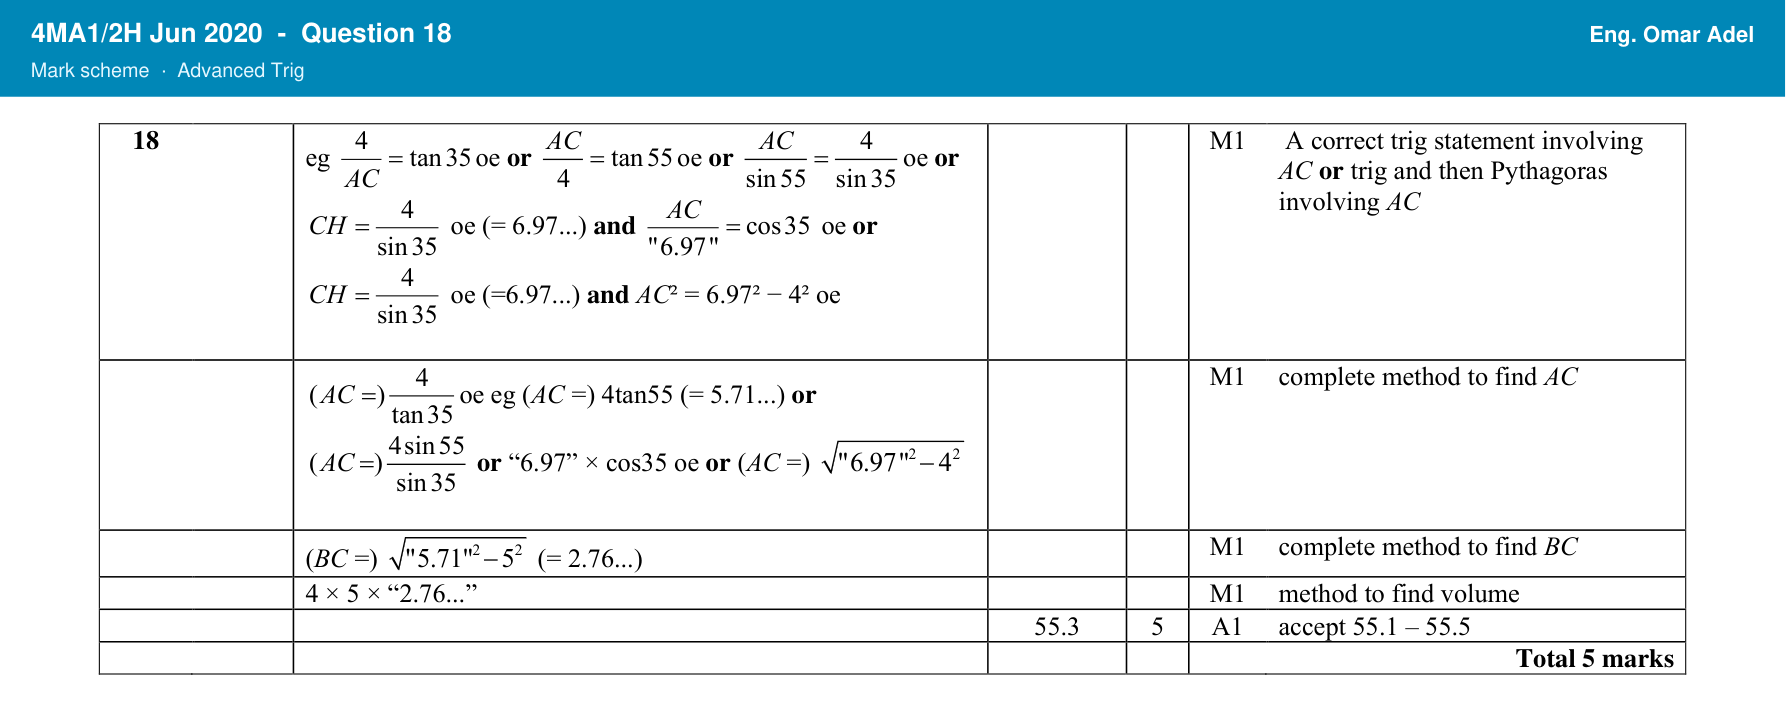 4MA1/2H Jun 2020 - Question 18
Eng. Omar Adel
Mark scheme · Advanced Trig
18
eg 4/AC = tan 35 oe or AC/4 = tan 55 oe or AC/sin 55 = 4/sin 35 oe or
CH = 4/sin 35 oe (= 6.97...) and AC/"6.97" = cos 35 oe or
CH = 4/sin 35 oe (=6.97...) and AC² = 6.97² − 4² oe
M1
A correct trig statement involving
AC or trig and then Pythagoras
involving AC
(AC =) 4/tan 35 oe eg (AC =) 4tan55 (= 5.71...) or
(AC =) 4 sin 55/sin 35 or “6.97” × cos35 oe or (AC =) √("6.97"² − 4²)
M1 complete method to find AC
(BC =) √("5.71"² − 5²) (= 2.76...)
M1 complete method to find BC
4 × 5 × “2.76...”
M1 method to find volume
55.3 5 A1 accept 55.1 – 55.5
Total 5 marks